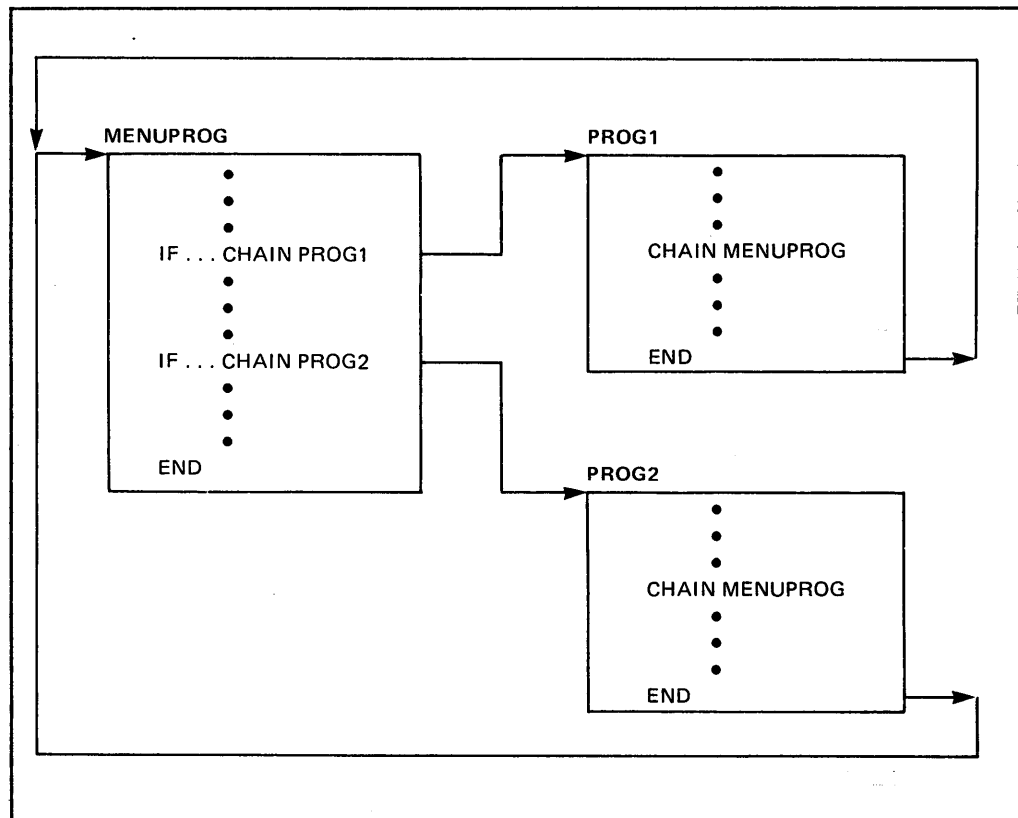 MENUPROG
IF ... CHAIN PROG1
IF ... CHAIN PROG2
END
PROG1
CHAIN MENUPROG
END
PROG2
CHAIN MENUPROG
END